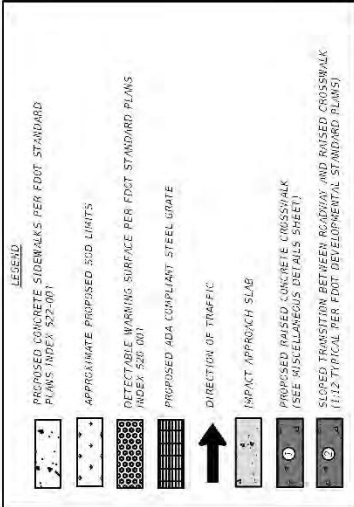 LEGEND
PROPOSED CONCRETE SIDEWALKS PER FDOT STANDARD
PLANS INDEX 522-001
APPROXIMATE PROPOSED SOD LIMITS
DETECTABLE WARNING SURFACE PER FDOT STANDARD PLANS
INDEX 520-001
PROPOSED ADA COMPLIANT STEEL GRATE
DIRECTION OF TRAFFIC
IMPACT APPROACH SLAB
1
PROPOSED RAISED CONCRETE CROSSWALK
(SEE MISCELLANEOUS DETAILS SHEET)
2
SLOPED TRANSITION BETWEEN ROADWAY AND RAISED CROSSWALK
(1:12 TYPICAL PER FDOT DEVELOPMENTAL STANDARD PLANS)